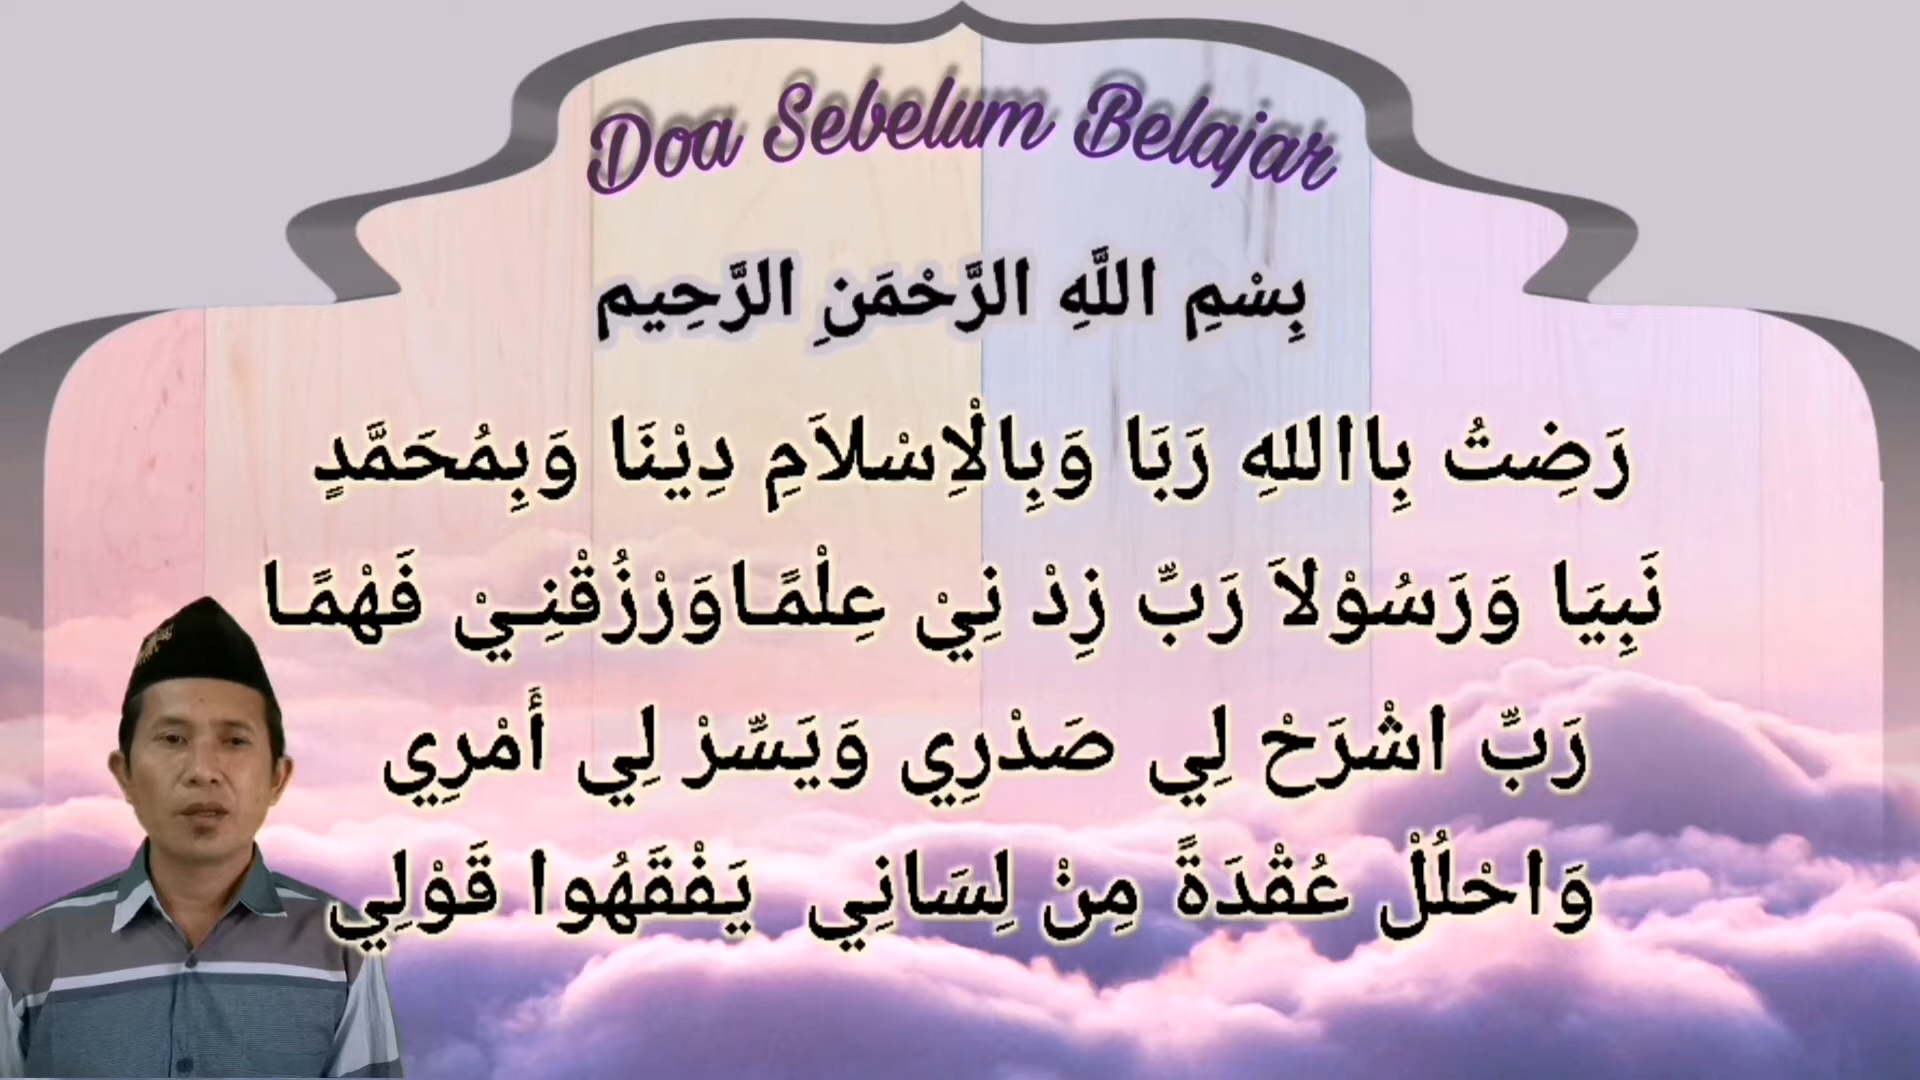 Doa Sebelum Belajar
بِسْمِ اللَّهِ الرَّحْمَنِ الرَّحِيم
رَضِتُ بِااللهِ رَبَا وَبِالْاِسْلاَمِ دِيْنَا وَبِمُحَمَّدٍ
نَبِيَا وَرَسُوْلاَ رَبِّ زِدْ نِيْ عِلْمًاوَرْزُقْنِيْ فَهْمًا
رَبِّ اشْرَحْ لِي صَدْرِي وَيَسِّرْ لِي أَمْرِي
وَاحْلُلْ عُقْدَةً مِنْ لِسَانِي يَفْقَهُوا قَوْلِي